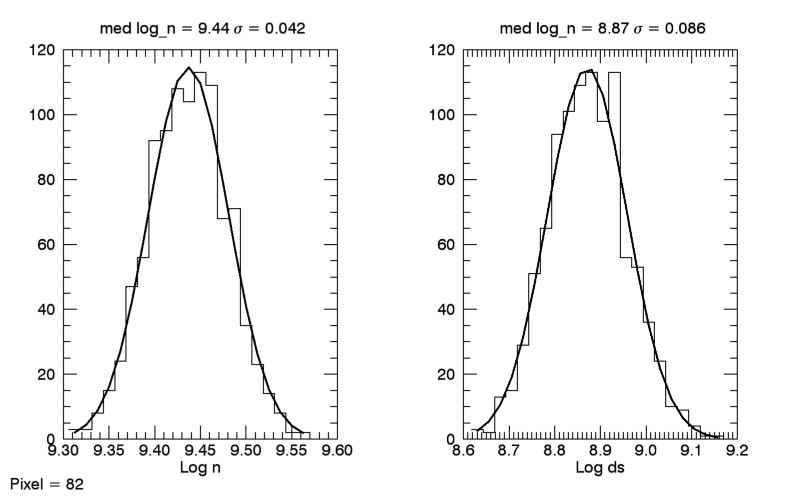 med log_n = 9.44 σ = 0.042
med log_n = 8.87 σ = 0.086
120
100
80
60
40
20
0
9.30 9.35 9.40 9.45 9.50 9.55 9.60
Log n
120
100
80
60
40
20
0
8.6 8.7 8.8 8.9 9.0 9.1 9.2
Log ds
Pixel = 82